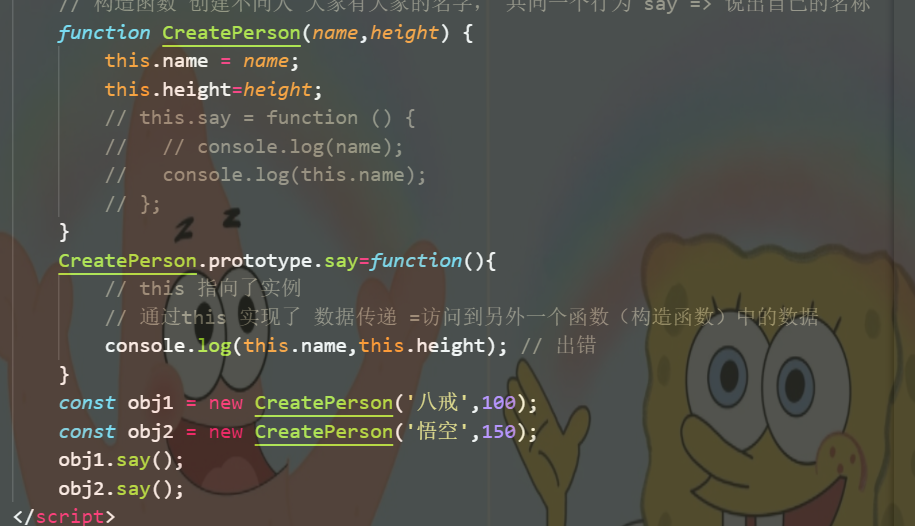 // 构造函数 创建不同人 大家有大家的名字， 共同一个行为 say => 说出自己的名称
function CreatePerson(name,height) {
this.name = name;
this.height=height;
// this.say = function () {
//   // console.log(name);
//   console.log(this.name);
// };
}
CreatePerson.prototype.say=function(){
// this 指向了实例
// 通过this 实现了 数据传递 =访问到另外一个函数（构造函数）中的数据
console.log(this.name,this.height); // 出错
}
const obj1 = new CreatePerson('八戒',100);
const obj2 = new CreatePerson('悟空',150);
obj1.say();
obj2.say();
</script>
z z